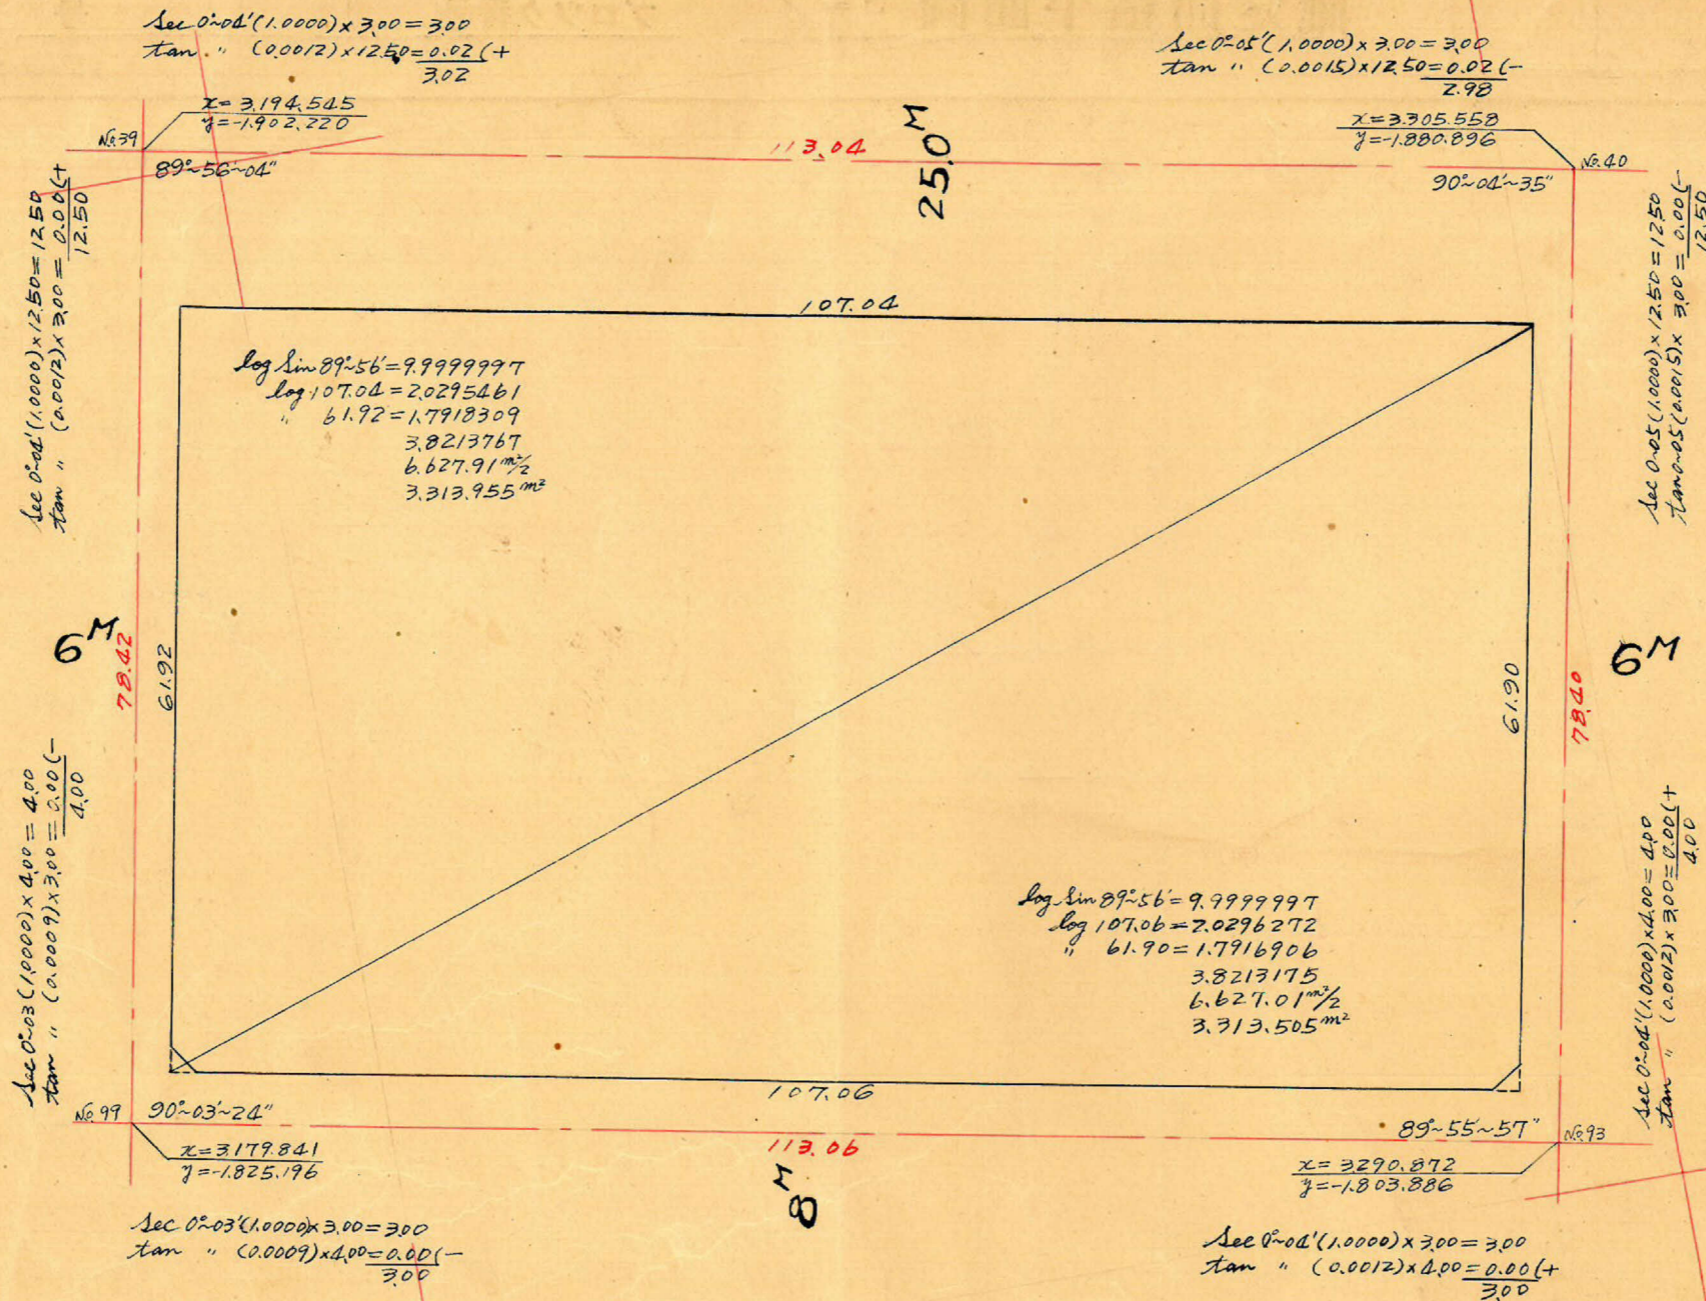 Sec 0°~04'(1.0000)×3.00=3.00
tan 〃 (0.0012)×12.50=0.02(+
3.02
x=3.194.545
y=-1.902.220
No.39
89°~56'~04"
113.04
25.0M
Sec 0°~05'(1.0000)×3.00=3.00
tan 〃 (0.0015)×12.50=0.02(-
2.98
x=3.305.558
y=-1.880.896
No.40
90°~04'~35"
Sec 0°~04'(1.0000)×12.50=12.50
tan 〃 (0.0012)×3.00=0.00(+
12.50
Sec 0~05(1.0000)×12.50=12.50
tan 0~05(0.0015)×3.00=0.00(-
12.50
107.04
log Sin 89°~56'=9.9999997
log 107.04=2.0295461
〃 61.92=1.7918309
3.8213767
6.627.91m²/2
3.313.955m²
6M
78.42
61.92
61.90
78.40
6M
Sec 0°~03(1.0000)×4.00=4.00
tan 〃 (0.0009)×3.00=0.00(-
4.00
log Sin 89°~56'=9.9999997
log 107.06=2.0296272
〃 61.90=1.7916906
3.8213175
6.627.01m²/2
3.313.505m²
Sec 0°~04'(1.0000)×4.00=4.00
tan 〃 (0.0012)×3.00=0.00(+
4.00
107.06
No.99
90°~03'~24"
x=3.179.841
y=-1.825.196
113.06
8M
89~55~57"
No.93
x=3290.872
y=-1.803.886
Sec 0°~03'(1.0000)×3.00=3.00
tan 〃 (0.0009)×4.00=0.00(-
3.00
Sec 0°~04'(1.0000)×3.00=3.00
tan 〃 (0.0012)×4.00=0.00(+
3.00